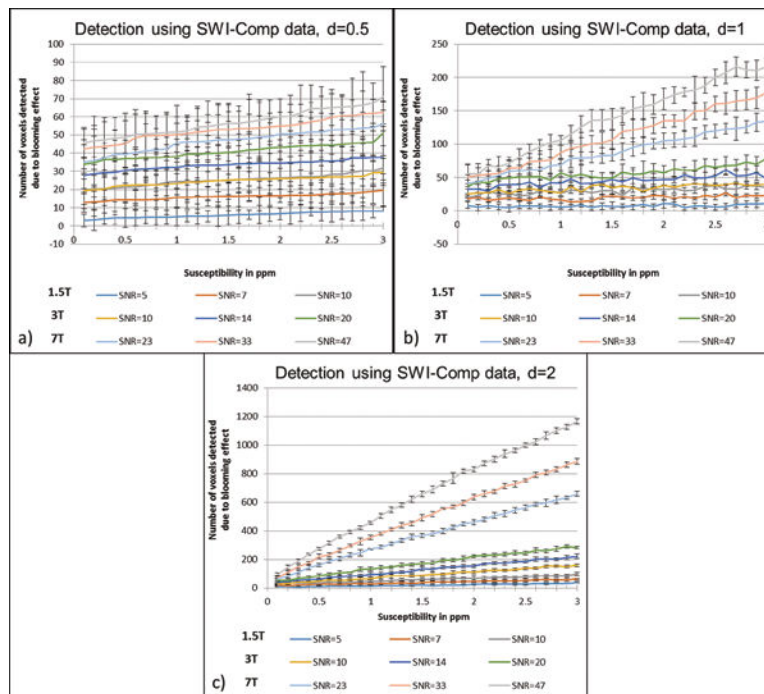 Detection using SWI-Comp data, d=0.5
Number of voxels detected
due to blooming effect
100
90
80
70
60
50
40
30
20
10
0
-10
0
0.5
1
1.5
2
2.5
3
Susceptibility in ppm
1.5T SNR=5 SNR=7 SNR=10
3T SNR=10 SNR=14 SNR=20
7T SNR=23 SNR=33 SNR=47
a)
Detection using SWI-Comp data, d=1
Number of voxels detected
due to blooming effect
250
200
150
100
50
0
-50
0
0.5
1
1.5
2
2.5
3
Susceptibility in ppm
1.5T SNR=5 SNR=7 SNR=10
3T SNR=10 SNR=14 SNR=20
7T SNR=23 SNR=33 SNR=47
b)
Detection using SWI-Comp data, d=2
Number of voxels detected
due to blooming effect
1400
1200
1000
800
600
400
200
0
0
0.5
1
1.5
2
2.5
3
Susceptibility in ppm
1.5T SNR=5 SNR=7 SNR=10
3T SNR=10 SNR=14 SNR=20
7T SNR=23 SNR=33 SNR=47
c)